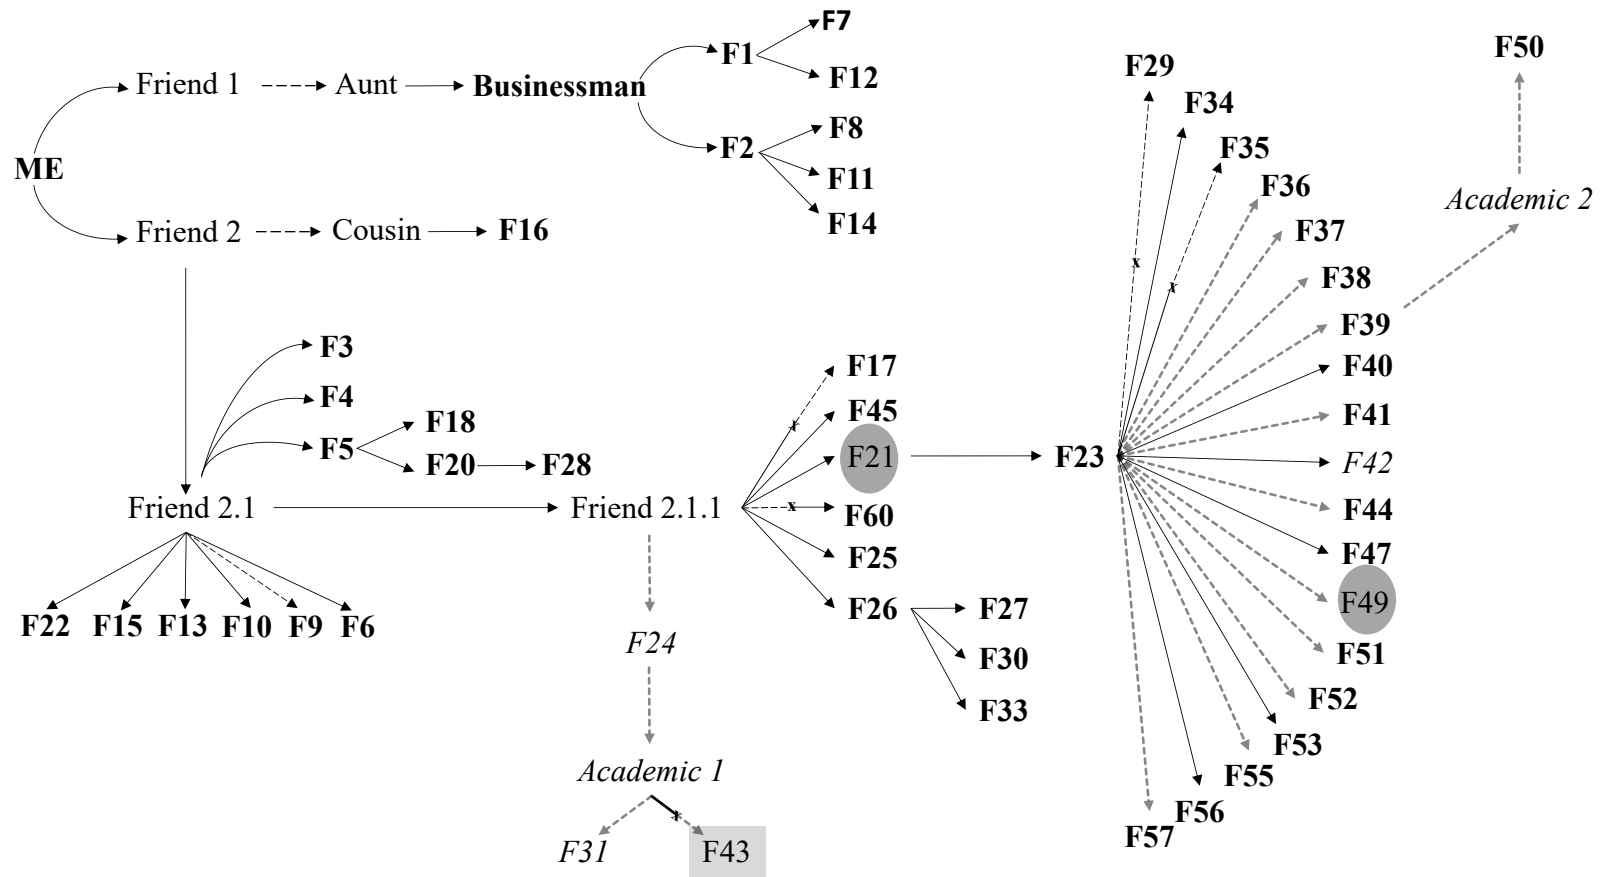 F7
F50
F1
F29
F12
Friend 1
Aunt
Businessman
F34
F8
F2
F35
ME
F11
F36
Academic 2
F14
Friend 2
Cousin
F16
F37
F38
F39
F3
F17
F40
F4
F45
F41
F18
F5
F21
F23
F42
F20
F28
Friend 2.1
Friend 2.1.1
F60
F44
F25
F47
F22
F15
F13
F10
F9
F6
F26
F27
F49
F24
F30
F51
F33
F52
F53
Academic 1
F55
F56
F57
F31
F43
x
x
x
x
x